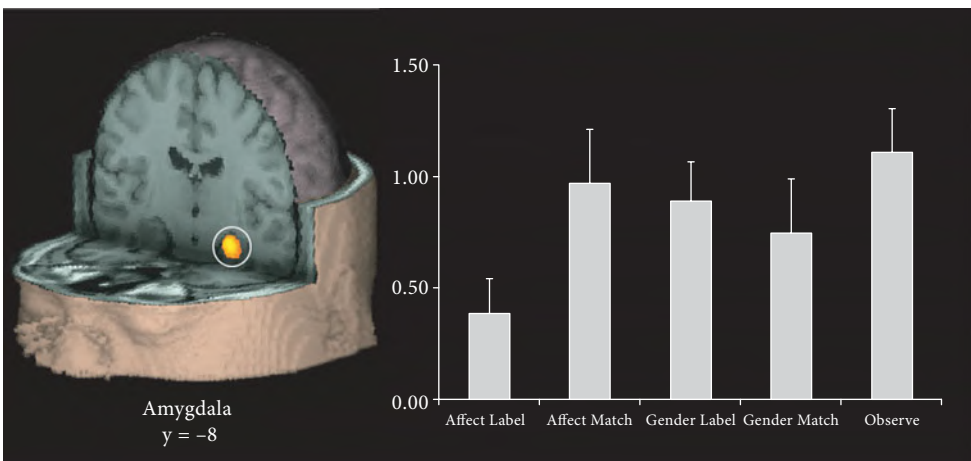 Amygdala
y = –8
1.50
1.00
0.50
0.00
Affect Label Affect Match Gender Label Gender Match Observe